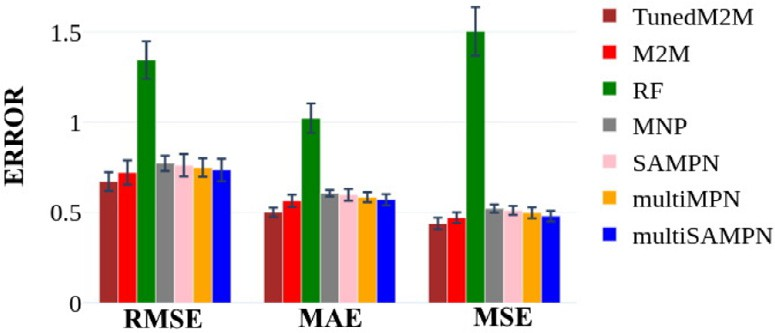 ERROR
1.5
1
0.5
0
RMSE
MAE
MSE
TunedM2M
M2M
RF
MNP
SAMPN
multiMPN
multiSAMPN